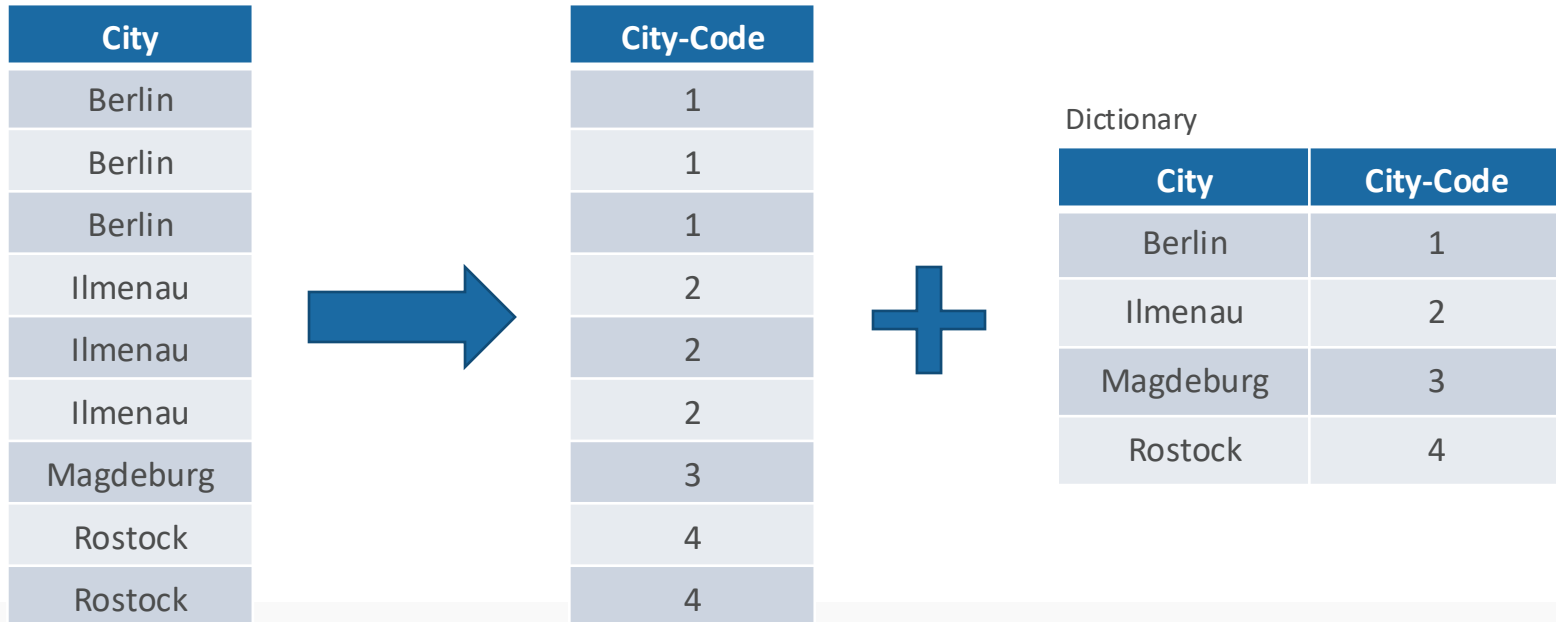 City
Berlin
Berlin
Berlin
Ilmenau
Ilmenau
Ilmenau
Magdeburg
Rostock
Rostock
City-Code
1
1
1
2
2
2
3
4
4
Dictionary
City City-Code
Berlin 1
Ilmenau 2
Magdeburg 3
Rostock 4